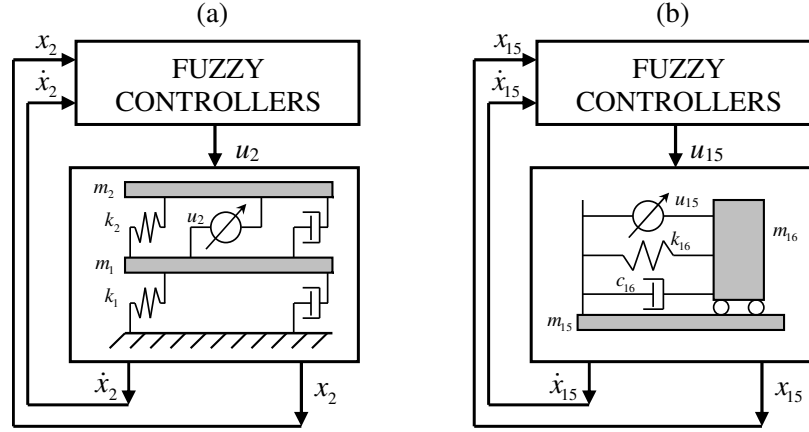 (a)
x₂
ẋ₂
FUZZY
CONTROLLERS
u₂
m₂
k₂
u₂
m₁
k₁
ẋ₂
x₂
(b)
x₁₅
ẋ₁₅
FUZZY
CONTROLLERS
u₁₅
u₁₅
k₁₆
m₁₆
c₁₆
m₁₅
ẋ₁₅
x₁₅